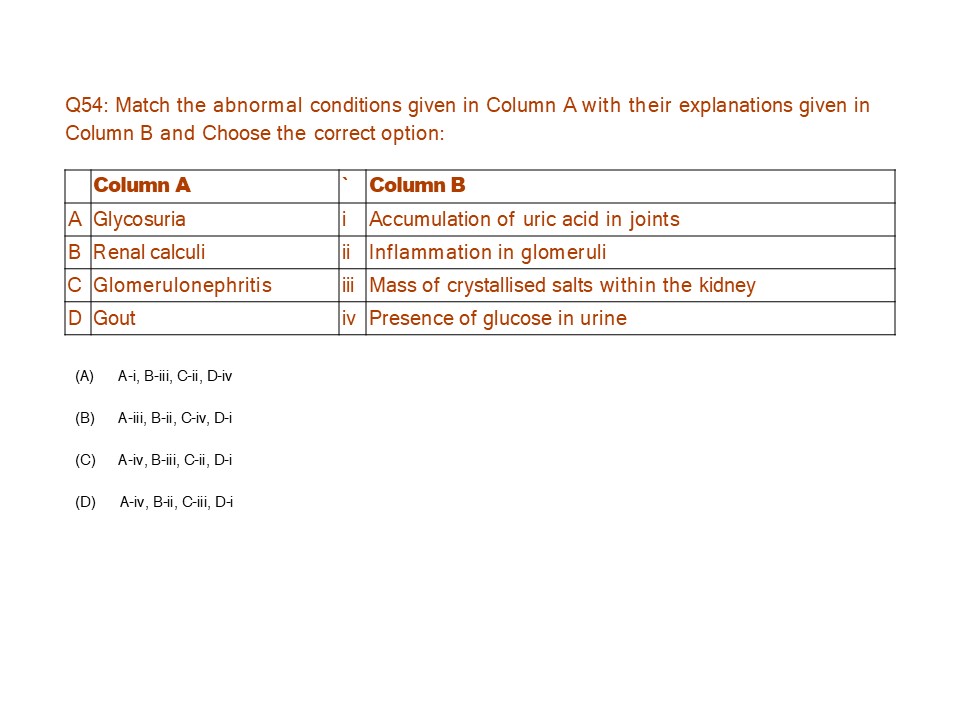 Q54: Match the abnormal conditions given in Column A with their explanations given in
Column B and Choose the correct option:
Column A ` Column B
A Glycosuria i Accumulation of uric acid in joints
B Renal calculi ii Inflammation in glomeruli
C Glomerulonephritis iii Mass of crystallised salts within the kidney
D Gout iv Presence of glucose in urine
(A) A-i, B-iii, C-ii, D-iv
(B) A-iii, B-ii, C-iv, D-i
(C) A-iv, B-iii, C-ii, D-i
(D) A-iv, B-ii, C-iii, D-i